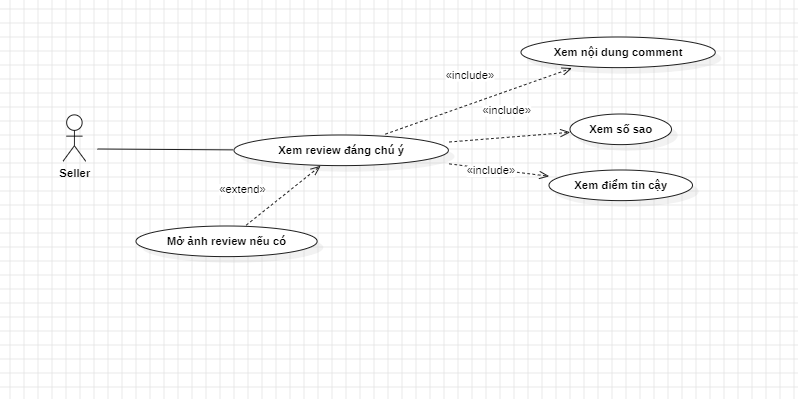 Xem nội dung comment
«include»
«include»
Xem số sao
Xem review đáng chú ý
Seller
«include»
Xem điểm tin cậy
«extend»
Mở ảnh review nếu có